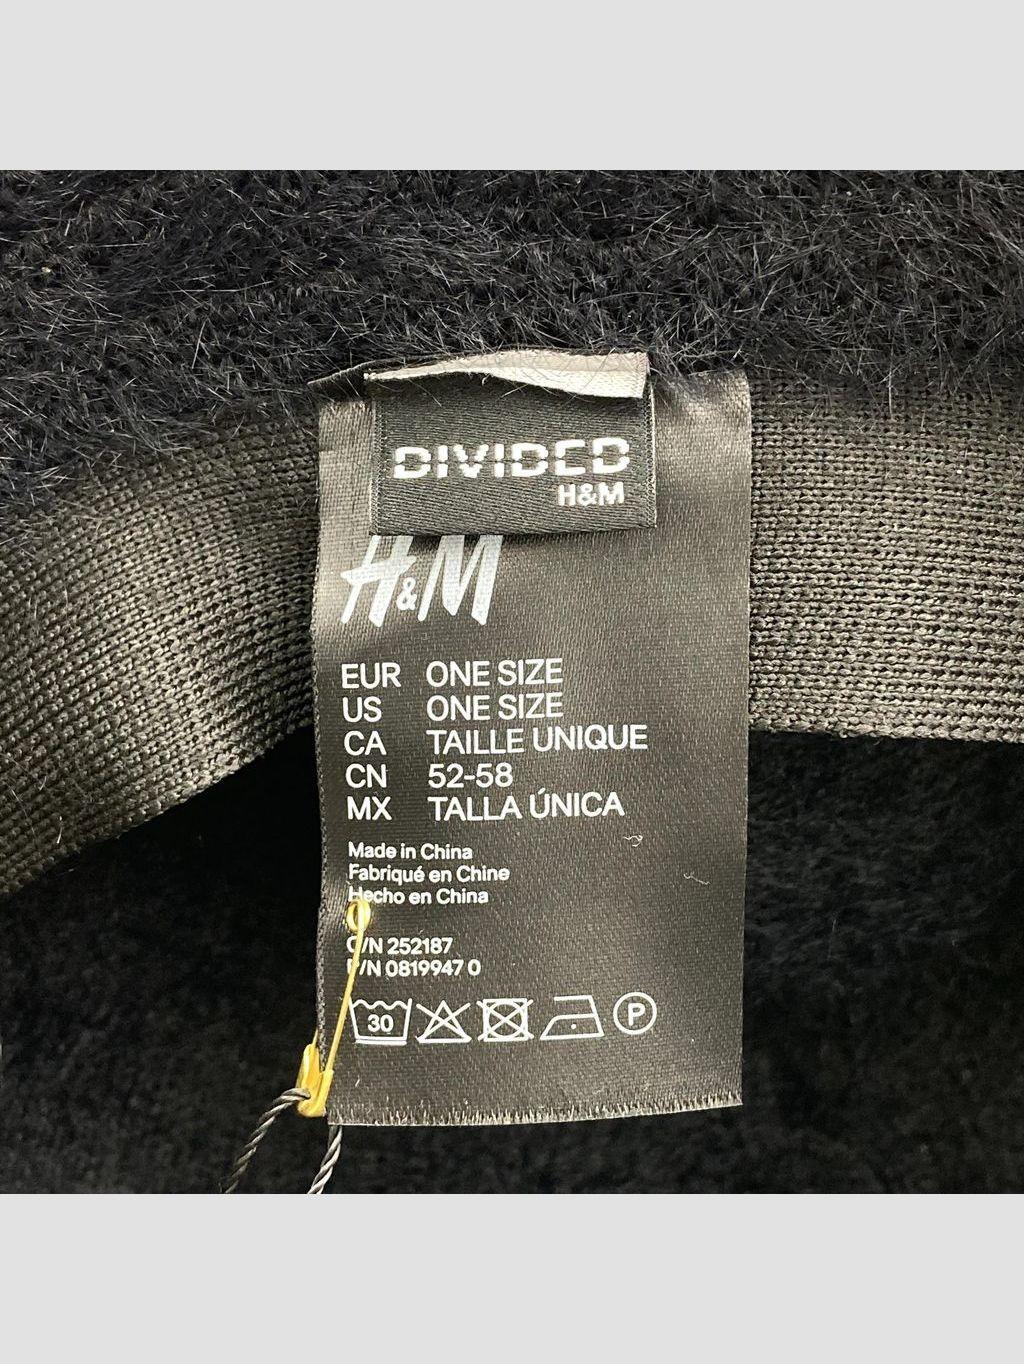 DIVIDED
H&M
H&M
EUR ONE SIZE
US ONE SIZE
CA TAILLE UNIQUE
CN 52-58
MX TALLA ÚNICA
Made in China
Fabriqué en Chine
Hecho en China
O/N 252187
P/N 0819947 0
30
P